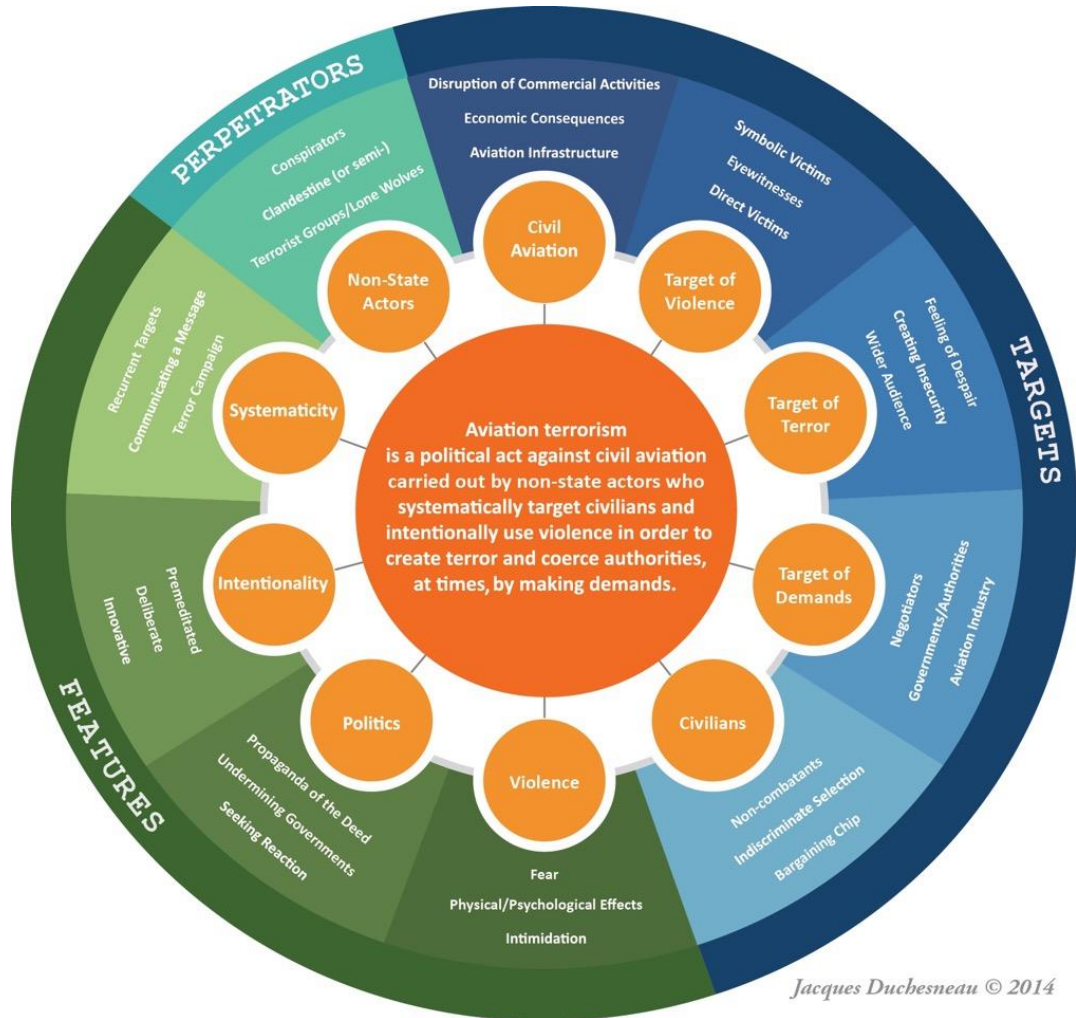 PERPETRATORS
Conspirators
Clandestine (or semi-)
Terrorist Groups/Lone Wolves
Non-State
Actors
TARGETS
Disruption of Commercial Activities
Economic Consequences
Aviation Infrastructure
Civil
Aviation
Symbolic Victims
Eyewitnesses
Direct Victims
Target of
Violence
Feeling of Despair
Creating Insecurity
Wider Audience
Target of
Terror
Negotiators
Governments/Authorities
Aviation Industry
Target of
Demands
Non-combatants
Indiscriminate Selection
Bargaining Chip
Civilians
FEATURES
Violence
Fear
Physical/Psychological Effects
Intimidation
Politics
Propaganda of the Deed
Undermining Governments
Seeking Reaction
Intentionality
Premeditated
Deliberate
Innovative
Systematicity
Recurrent Targets
Communicating a Message
Terror Campaign
Aviation terrorism
is a political act against civil aviation
carried out by non-state actors who
systematically target civilians and
intentionally use violence in order to
create terror and coerce authorities,
at times, by making demands.
Jacques Duchesneau © 2014